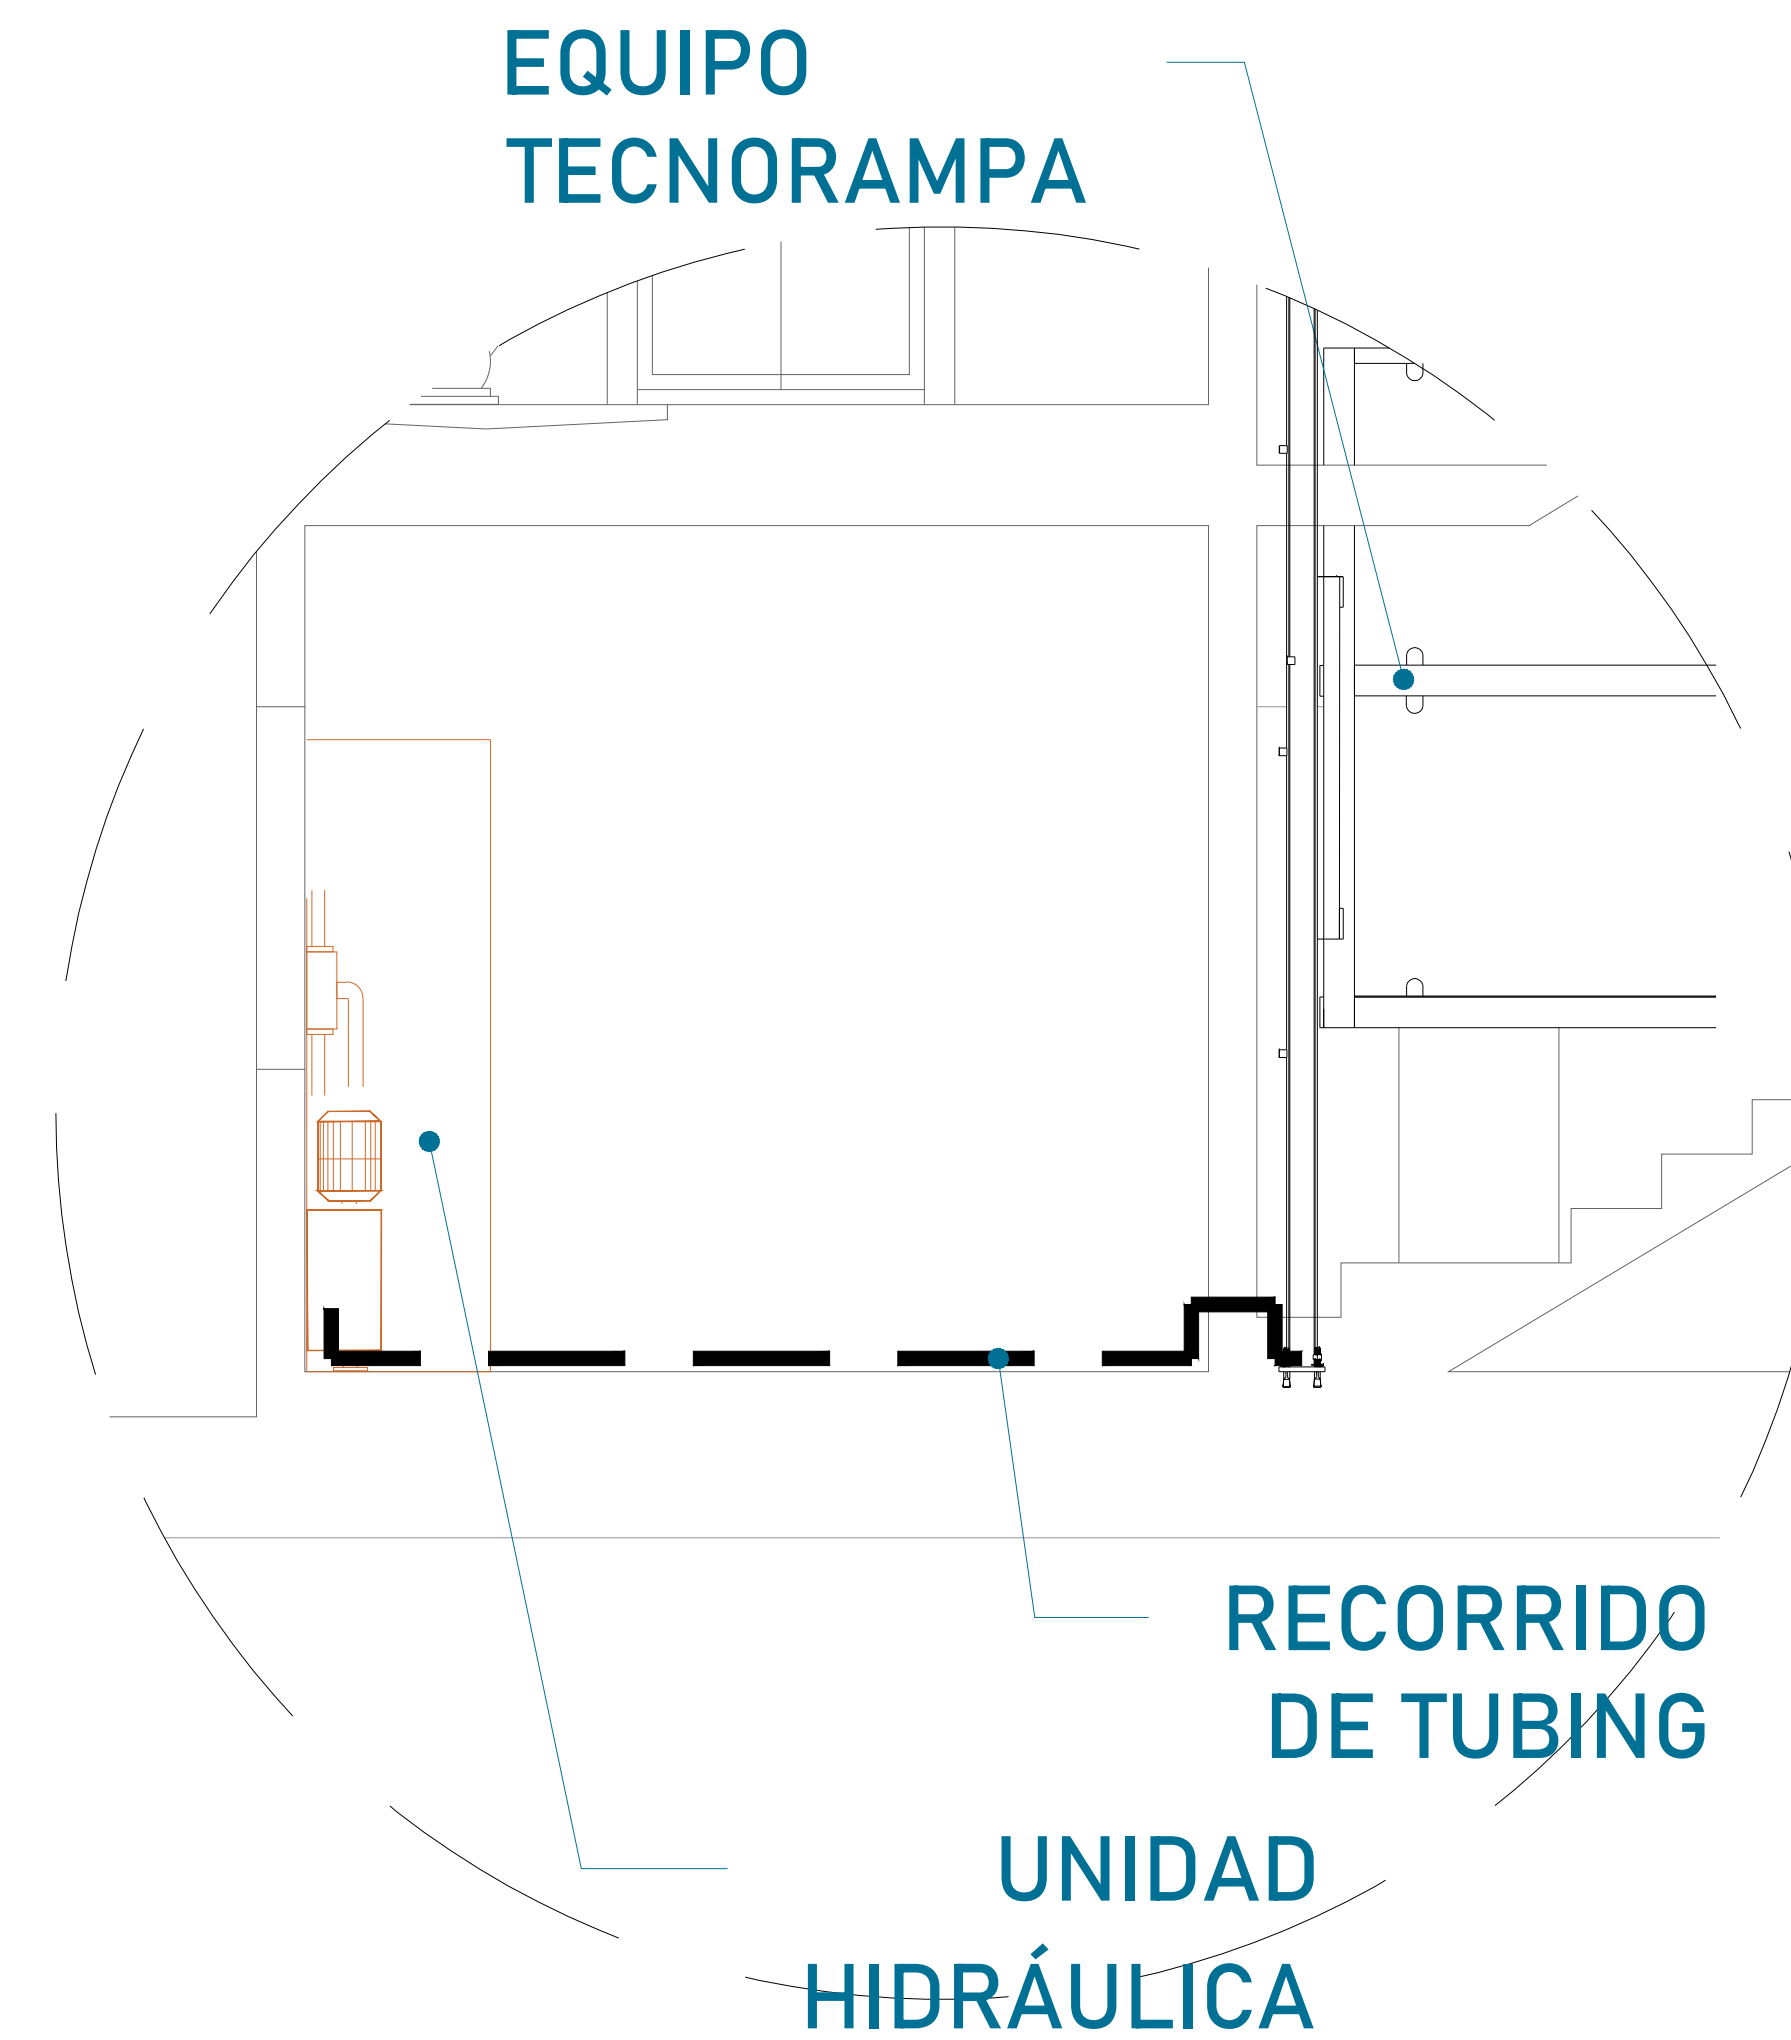 EQUIPO
TECNORAMPA
RECORRIDO
DE TUBING
UNIDAD
HIDRÁULICA